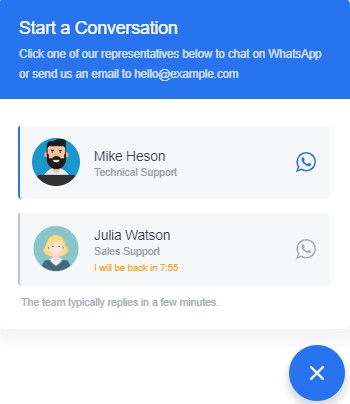 Start a Conversation
Click one of our representatives below to chat on WhatsApp
or send us an email to hello@example.com
Mike Heson
Technical Support
Julia Watson
Sales Support
I will be back in 7:55
The team typically replies in a few minutes.